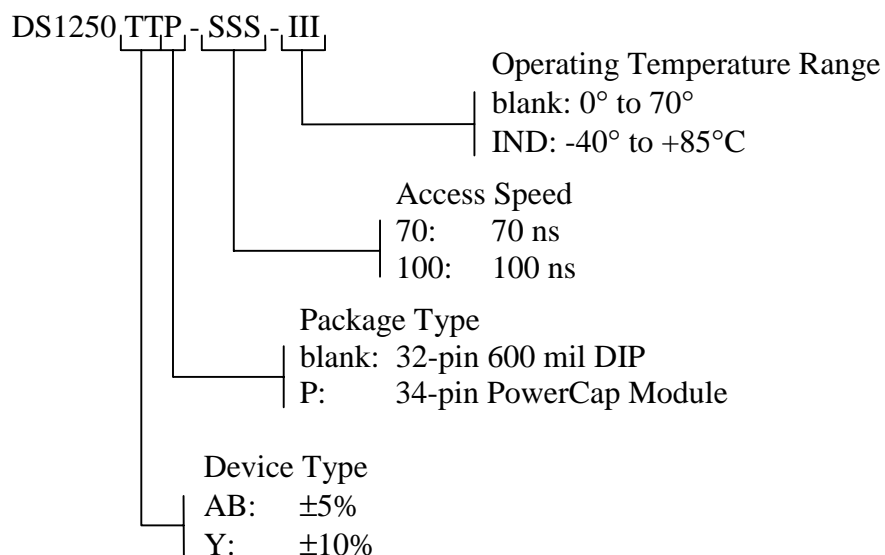 DS1250 TTP - SSS - III
Operating Temperature Range
blank: 0° to 70°
IND: -40° to +85°C
Access Speed
70: 70 ns
100: 100 ns
Package Type
blank: 32-pin 600 mil DIP
P: 34-pin PowerCap Module
Device Type
AB: ±5%
Y: ±10%